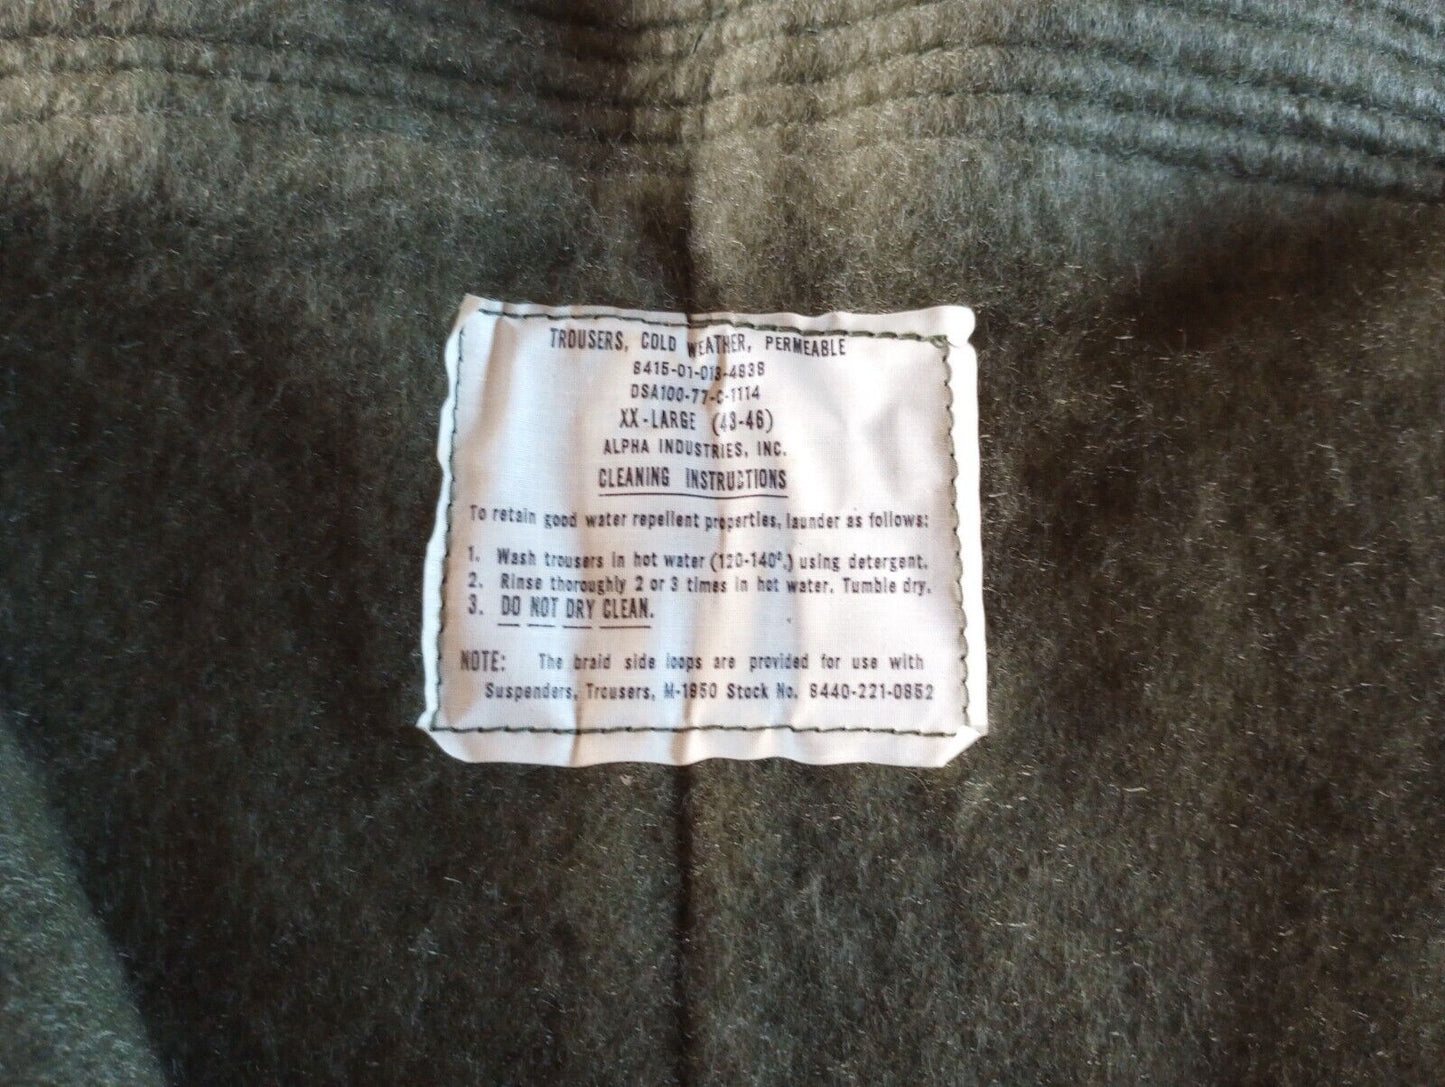 TROUSERS, COLD WEATHER, PERMEABLE
8415-01-013-4838
DSA100-77-C-1114
XX-LARGE (43-46)
ALPHA INDUSTRIES, INC.
CLEANING INSTRUCTIONS
To retain good water repellent properties, launder as follows:
1. Wash trousers in hot water (120-140°.) using detergent.
2. Rinse thoroughly 2 or 3 times in hot water. Tumble dry.
3. DO NOT DRY CLEAN.
NOTE: The braid side loops are provided for use with
Suspenders, Trousers, M-1950 Stock No. 8440-221-0852